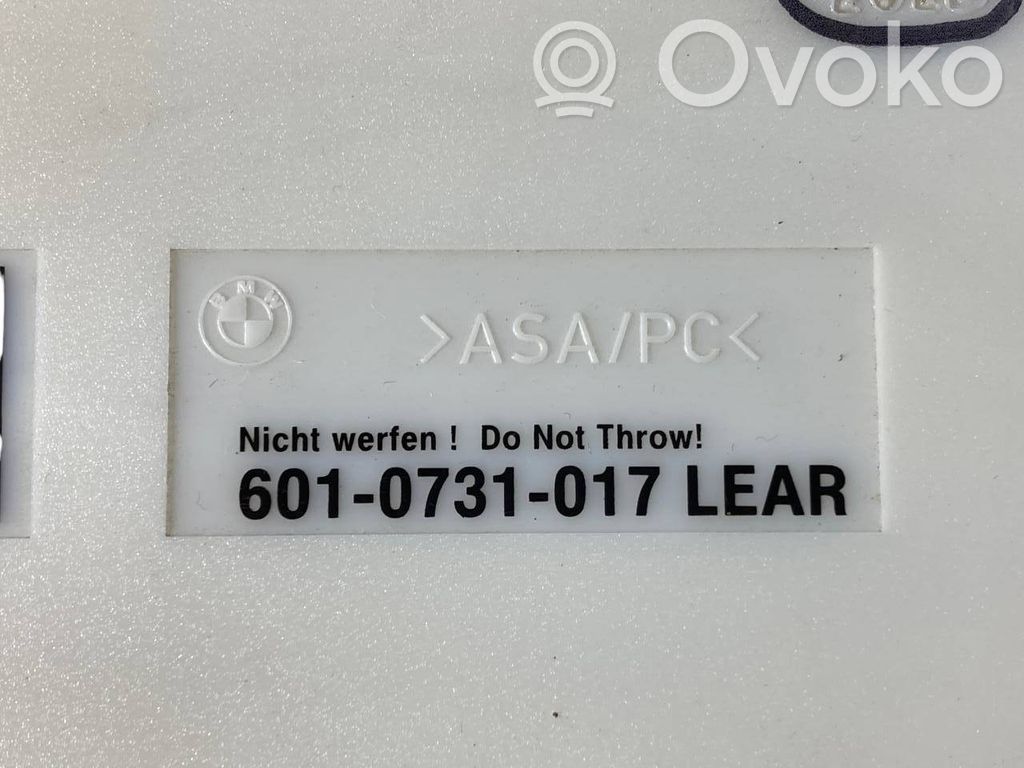 Ovoko
BMW
>ASA/PC<
Nicht werfen ! Do Not Throw!
601-0731-017 LEAR